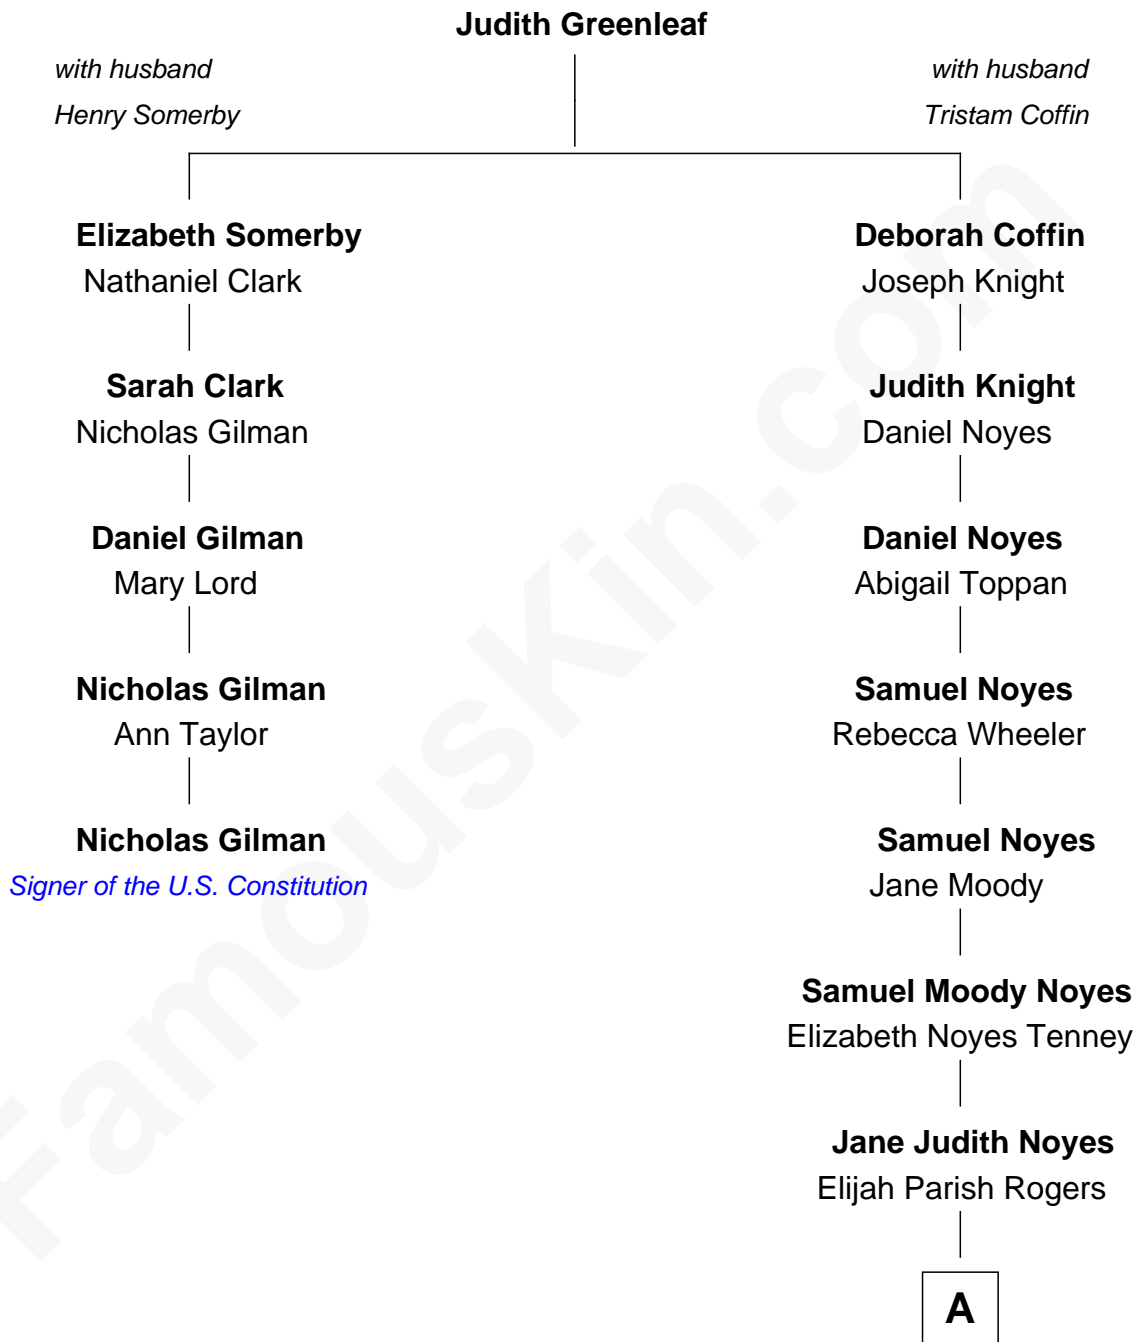 Judith Greenleaf
with husband
Henry Somerby
with husband
Tristam Coffin
Elizabeth Somerby
Nathaniel Clark
Deborah Coffin
Joseph Knight
Sarah Clark
Nicholas Gilman
Judith Knight
Daniel Noyes
Daniel Gilman
Mary Lord
Daniel Noyes
Abigail Toppan
Nicholas Gilman
Ann Taylor
Samuel Noyes
Rebecca Wheeler
Nicholas Gilman
Signer of the U.S. Constitution
Samuel Noyes
Jane Moody
Samuel Moody Noyes
Elizabeth Noyes Tenney
Jane Judith Noyes
Elijah Parish Rogers
A
FamousKin.com